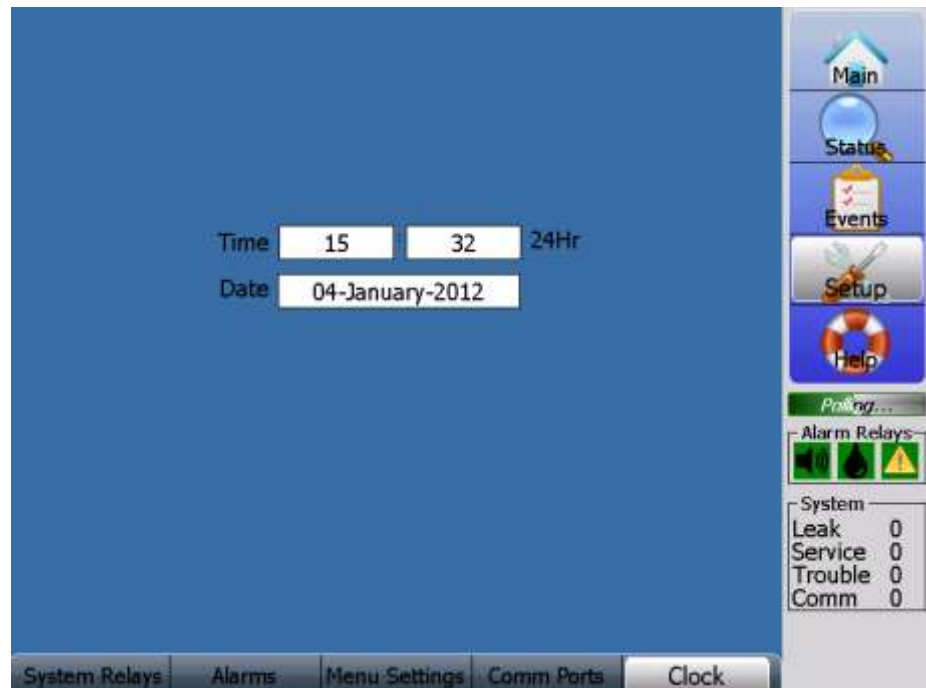 Main
Status
Events
Setup
Help
Time 15 32 24Hr
Date 04-January-2012
Polling...
Alarm Relays
System
Leak 0
Service 0
Trouble 0
Comm 0
System Relays Alarms Menu Settings Comm Ports Clock